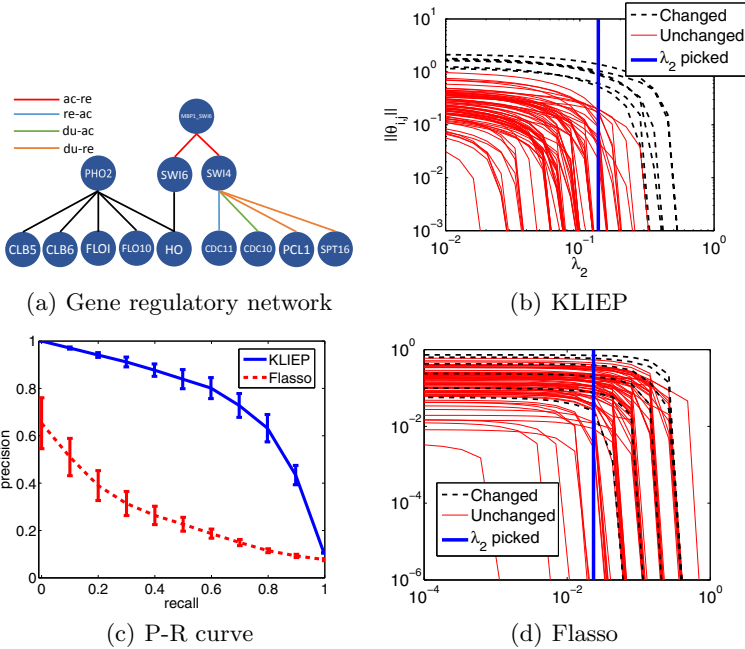 ac-re
re-ac
du-ac
du-re
MBP1_SWI6
PHO2
SWI6
SWI4
CLB5
CLB6
FLOI
FLO10
HO
CDC11
CDC10
PCL1
SPT16
(a) Gene regulatory network
10^1
10^0
10^-1
10^-2
10^-3
||θ_i,j||
10^-2
10^-1
10^0
λ_2
Changed
Unchanged
λ_2 picked
(b) KLIEP
1
0.8
0.6
0.4
0.2
0
precision
0
0.2
0.4
0.6
0.8
1
recall
KLIEP
Flasso
(c) P-R curve
10^0
10^-2
10^-4
10^-6
10^-4
10^-2
10^0
Changed
Unchanged
λ_2 picked
(d) Flasso